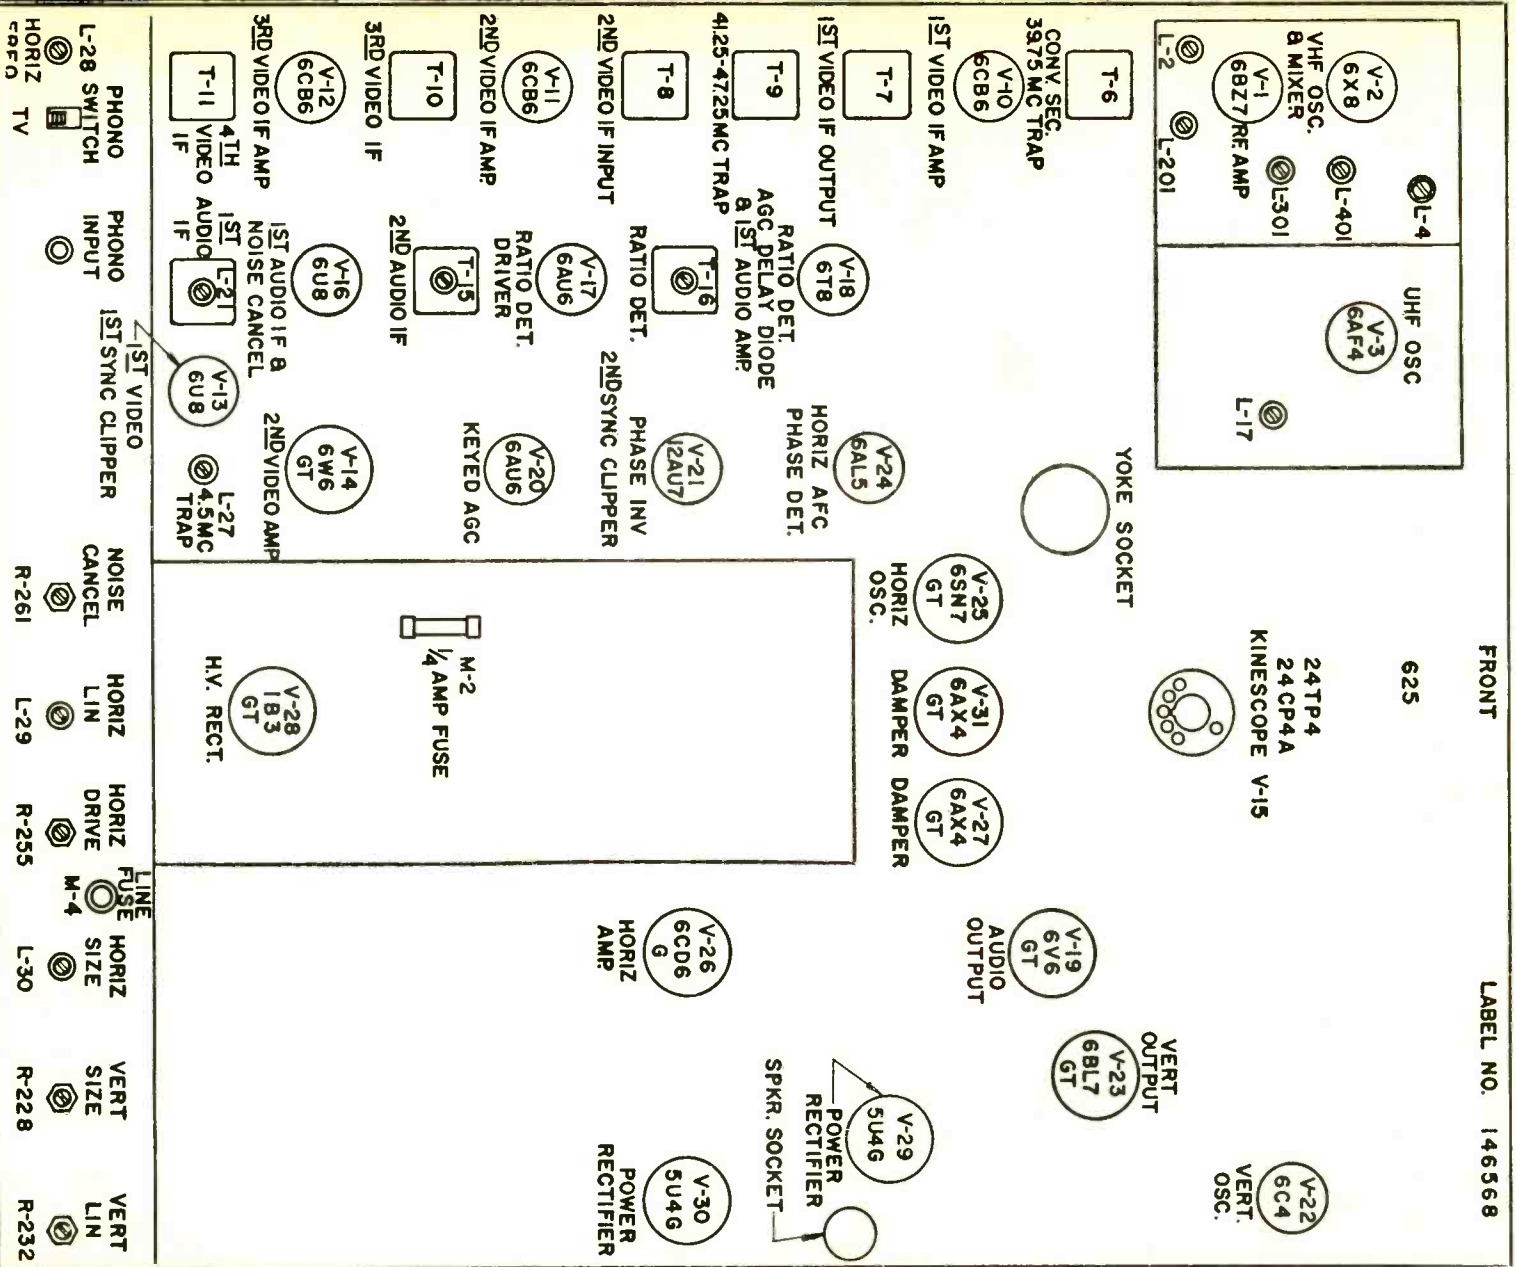 FRONT
LABEL NO. 146568
625
L-4
V-2
6X8
VHF OSC.
& MIXER
L-401
V-1
6BZ7
RF AMP
L-301
L-2
L-201
UHF OSC
V-3
6AF4
L-17
24TP4
24CP4A
KINESCOPE V-15
V-22
6C4
VERT.
OSC.
YOKE SOCKET
VERT
OUTPUT
V-23
6BL7
GT
T-6
CONV. SEC.
39.75 MC TRAP
V-19
6V6
GT
AUDIO
OUTPUT
V-10
6CB6
1ST VIDEO IF AMP
V-25
6SN7
GT
HORIZ
OSC.
V-31
6AX4
GT
DAMPER
V-27
6AX4
GT
DAMPER
V-29
5U4G
POWER
RECTIFIER
SPKR. SOCKET
T-7
1ST VIDEO IF OUTPUT
V-18
6T8
RATIO DET.
AGC DELAY DIODE
& 1ST AUDIO AMP.
V-24
6AL5
HORIZ AFC
PHASE DET.
T-9
41.25-47.25 MC TRAP
T-8
2ND VIDEO IF INPUT
T-16
RATIO DET.
V-21
12AU7
PHASE INV
2ND SYNC CLIPPER
V-26
6CD6
G
HORIZ
AMP.
V-30
5U4G
POWER
RECTIFIER
V-11
6CB6
2ND VIDEO IF AMP.
V-17
6AU6
RATIO DET.
DRIVER
V-20
6AU6
KEYED AGC
T-10
3RD VIDEO IF
T-15
2ND AUDIO IF
M-2
1/4 AMP FUSE
V-12
6CB6
3RD VIDEO IF AMP
V-16
6U8
1ST AUDIO IF &
NOISE CANCEL
V-14
6W6
GT
2ND VIDEO AMP
V-28
1B3
GT
H.V. RECT.
T-11
4TH
VIDEO
IF
L-21
1ST
AUDIO
IF
V-13
6U8
1ST VIDEO
1ST SYNC CLIPPER
L-27
4.5 MC
TRAP
L-28
HORIZ
PHONO
SWITCH
TV
PHONO
INPUT
NOISE
CANCEL
R-261
HORIZ
LIN
L-29
HORIZ
DRIVE
R-255
LINE
FUSE
M-4
HORIZ
SIZE
L-30
VERT
SIZE
R-228
VERT
LIN
R-232